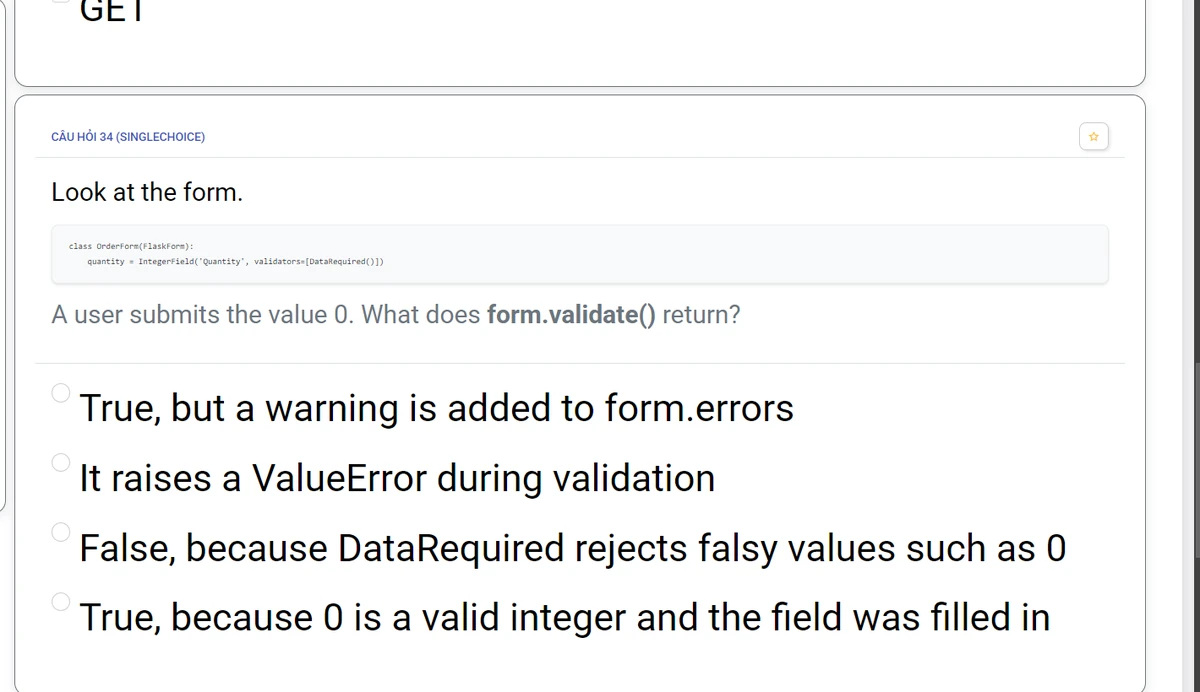 GET
CÂU HỎI 34 (SINGLECHOICE)
Look at the form.
class OrderForm(FlaskForm):
    quantity = IntegerField('Quantity', validators=[DataRequired()])
A user submits the value 0. What does form.validate() return?
True, but a warning is added to form.errors
It raises a ValueError during validation
False, because DataRequired rejects falsy values such as 0
True, because 0 is a valid integer and the field was filled in